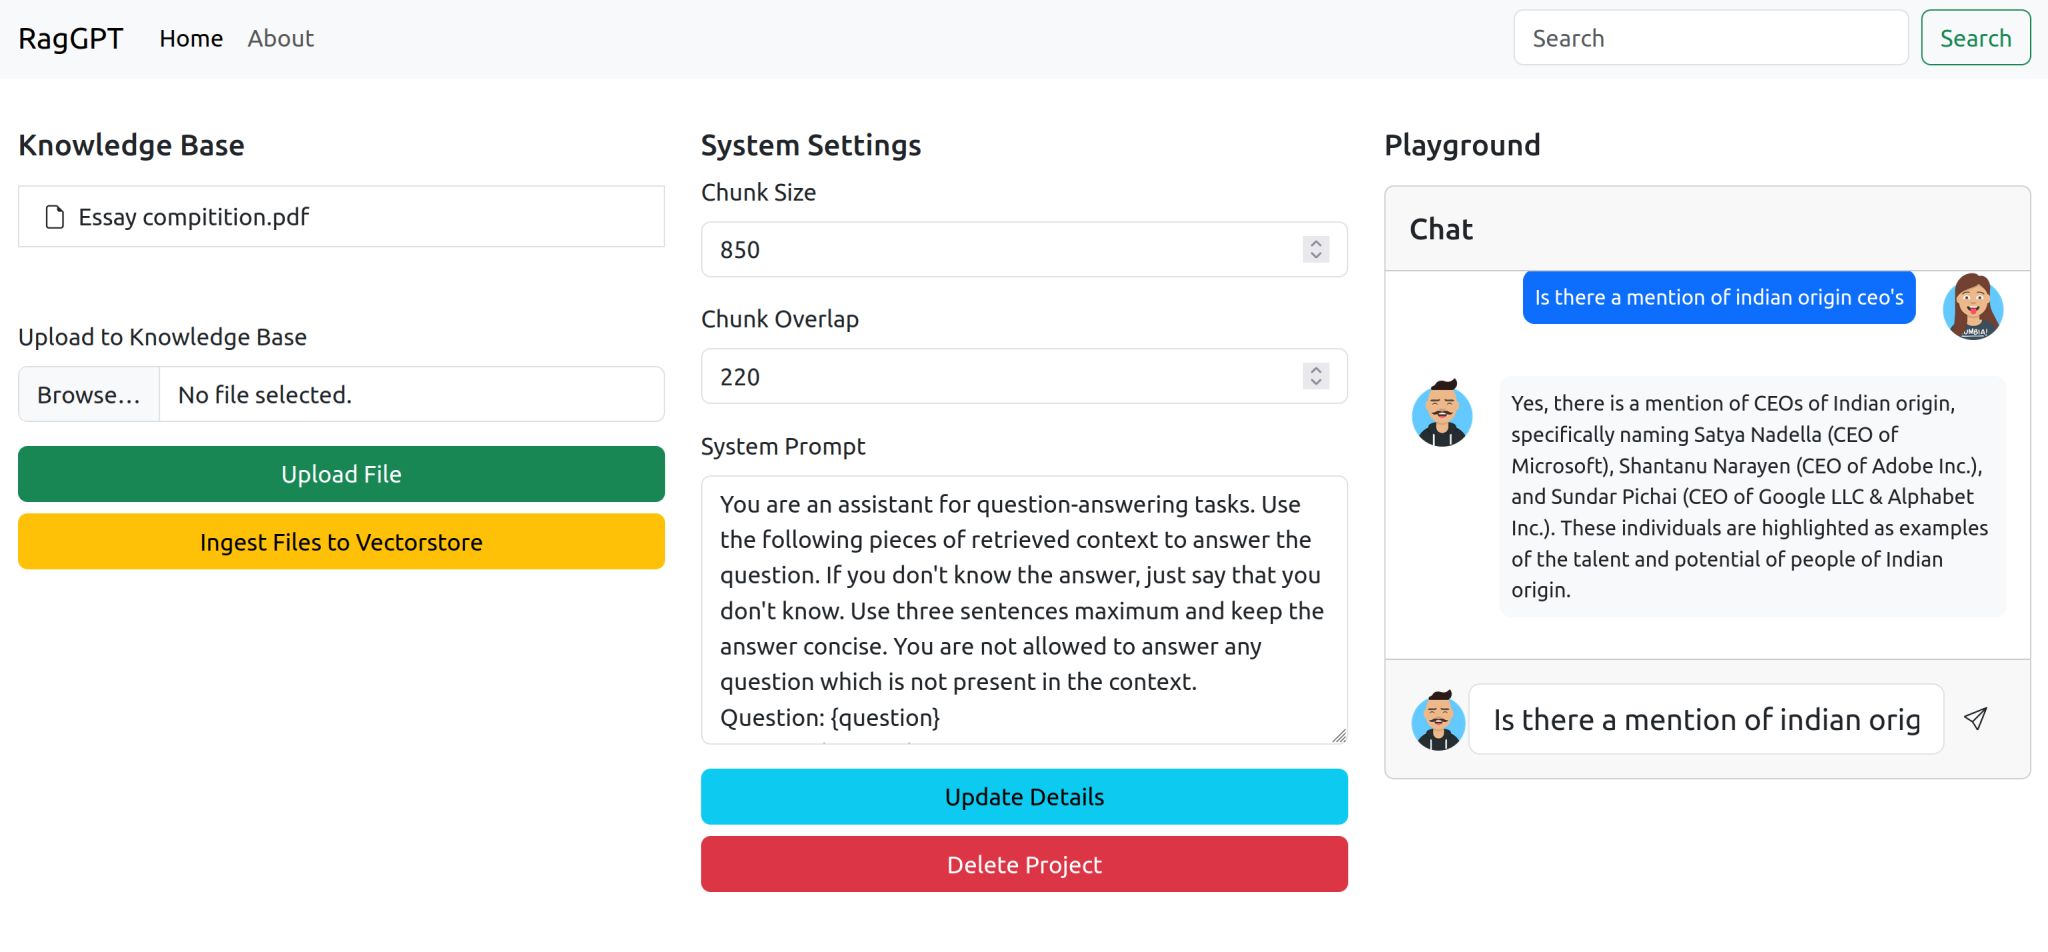 RagGPT Home About Search Search
Knowledge Base
Essay compitition.pdf
Upload to Knowledge Base
Browse... No file selected.
Upload File
Ingest Files to Vectorstore
System Settings
Chunk Size
850
Chunk Overlap
220
System Prompt
You are an assistant for question-answering tasks. Use
the following pieces of retrieved context to answer the
question. If you don't know the answer, just say that you
don't know. Use three sentences maximum and keep the
answer concise. You are not allowed to answer any
question which is not present in the context.
Question: {question}
Update Details
Delete Project
Playground
Chat
Is there a mention of indian origin ceo's
Yes, there is a mention of CEOs of Indian origin,
specifically naming Satya Nadella (CEO of
Microsoft), Shantanu Narayen (CEO of Adobe Inc.),
and Sundar Pichai (CEO of Google LLC & Alphabet
Inc.). These individuals are highlighted as examples
of the talent and potential of people of Indian
origin.
Is there a mention of indian orig